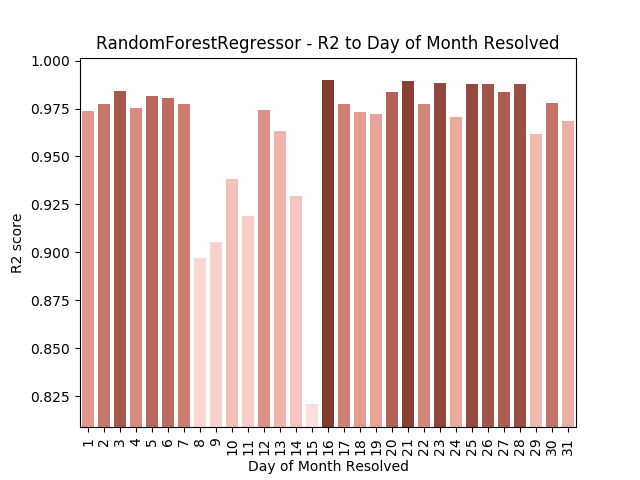 RandomForestRegressor - R2 to Day of Month Resolved
1.000
0.975
0.950
0.925
0.900
0.875
0.850
0.825
R2 score
1 2 3 4 5 6 7 8 9 10 11 12 13 14 15 16 17 18 19 20 21 22 23 24 25 26 27 28 29 30 31
Day of Month Resolved